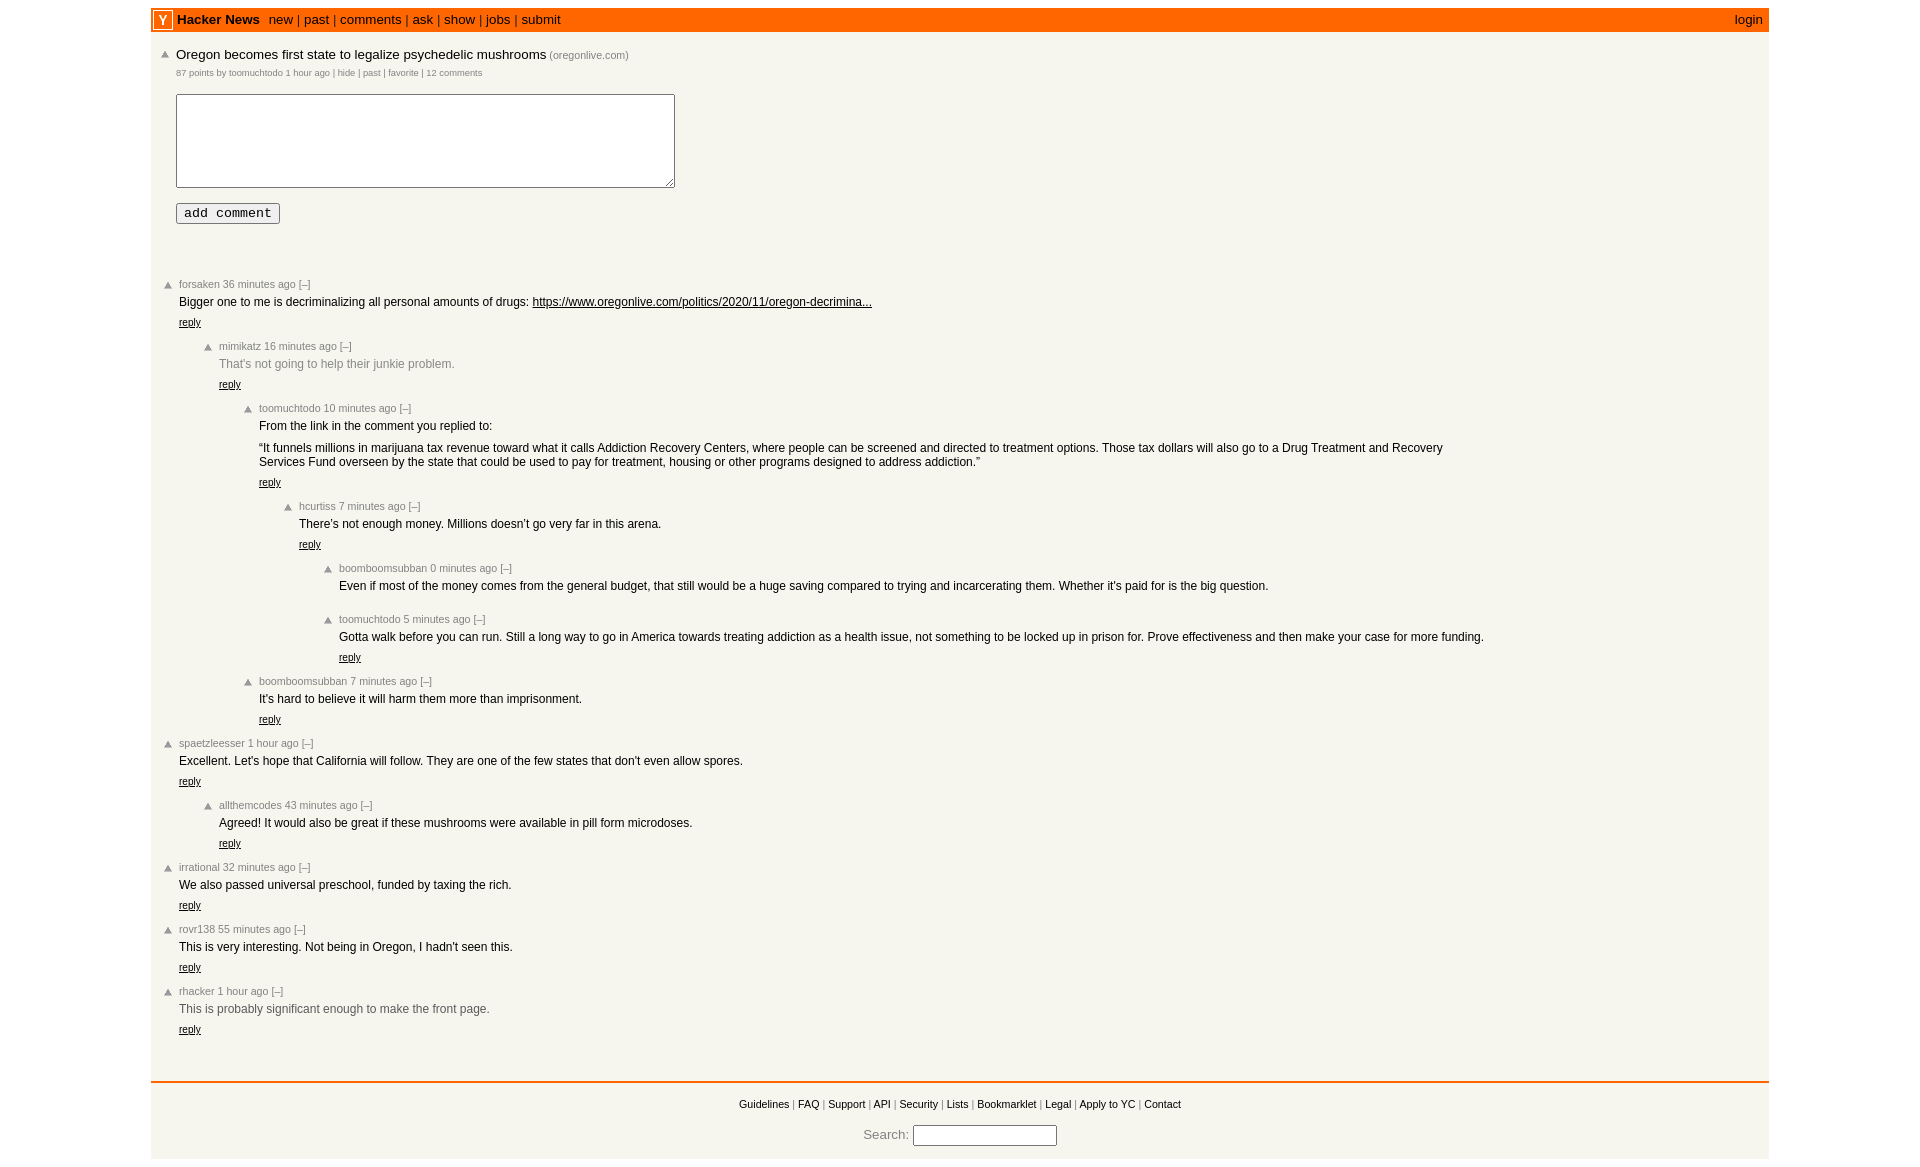 Y Hacker News new | past | comments | ask | show | jobs | submit login
Oregon becomes first state to legalize psychedelic mushrooms (oregonlive.com)
87 points by toomuchtodo 1 hour ago | hide | past | favorite | 12 comments
add comment
forsaken 36 minutes ago [–]
Bigger one to me is decriminalizing all personal amounts of drugs: https://www.oregonlive.com/politics/2020/11/oregon-decrimina...
reply
mimikatz 16 minutes ago [–]
That's not going to help their junkie problem.
reply
toomuchtodo 10 minutes ago [–]
From the link in the comment you replied to:
“It funnels millions in marijuana tax revenue toward what it calls Addiction Recovery Centers, where people can be screened and directed to treatment options. Those tax dollars will also go to a Drug Treatment and Recovery
Services Fund overseen by the state that could be used to pay for treatment, housing or other programs designed to address addiction.”
reply
hcurtiss 7 minutes ago [–]
There’s not enough money. Millions doesn’t go very far in this arena.
reply
boomboomsubban 0 minutes ago [–]
Even if most of the money comes from the general budget, that still would be a huge saving compared to trying and incarcerating them. Whether it's paid for is the big question.
toomuchtodo 5 minutes ago [–]
Gotta walk before you can run. Still a long way to go in America towards treating addiction as a health issue, not something to be locked up in prison for. Prove effectiveness and then make your case for more funding.
reply
boomboomsubban 7 minutes ago [–]
It's hard to believe it will harm them more than imprisonment.
reply
spaetzleesser 1 hour ago [–]
Excellent. Let's hope that California will follow. They are one of the few states that don't even allow spores.
reply
allthemcodes 43 minutes ago [–]
Agreed! It would also be great if these mushrooms were available in pill form microdoses.
reply
irrational 32 minutes ago [–]
We also passed universal preschool, funded by taxing the rich.
reply
rovr138 55 minutes ago [–]
This is very interesting. Not being in Oregon, I hadn't seen this.
reply
rhacker 1 hour ago [–]
This is probably significant enough to make the front page.
reply
Guidelines | FAQ | Support | API | Security | Lists | Bookmarklet | Legal | Apply to YC | Contact
Search: